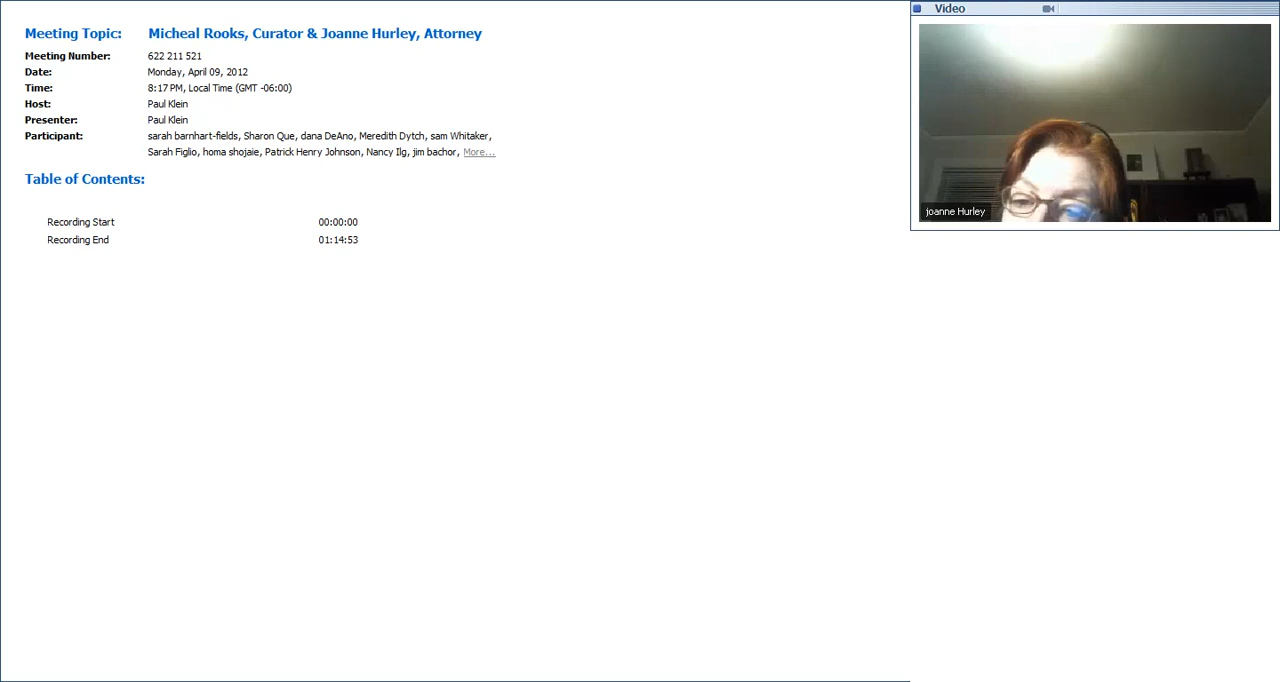 Meeting Topic: Micheal Rooks, Curator & Joanne Hurley, Attorney
Meeting Number: 622 211 521
Date: Monday, April 09, 2012
Time: 8:17 PM, Local Time (GMT -06:00)
Host: Paul Klein
Presenter: Paul Klein
Participant: sarah barnhart-fields, Sharon Que, dana DeAno, Meredith Dytch, sam Whitaker,
Sarah Figlio, homa shojaie, Patrick Henry Johnson, Nancy Ilg, jim bachor, More...
Table of Contents:
Recording Start 00:00:00
Recording End 01:14:53
Video
joanne Hurley